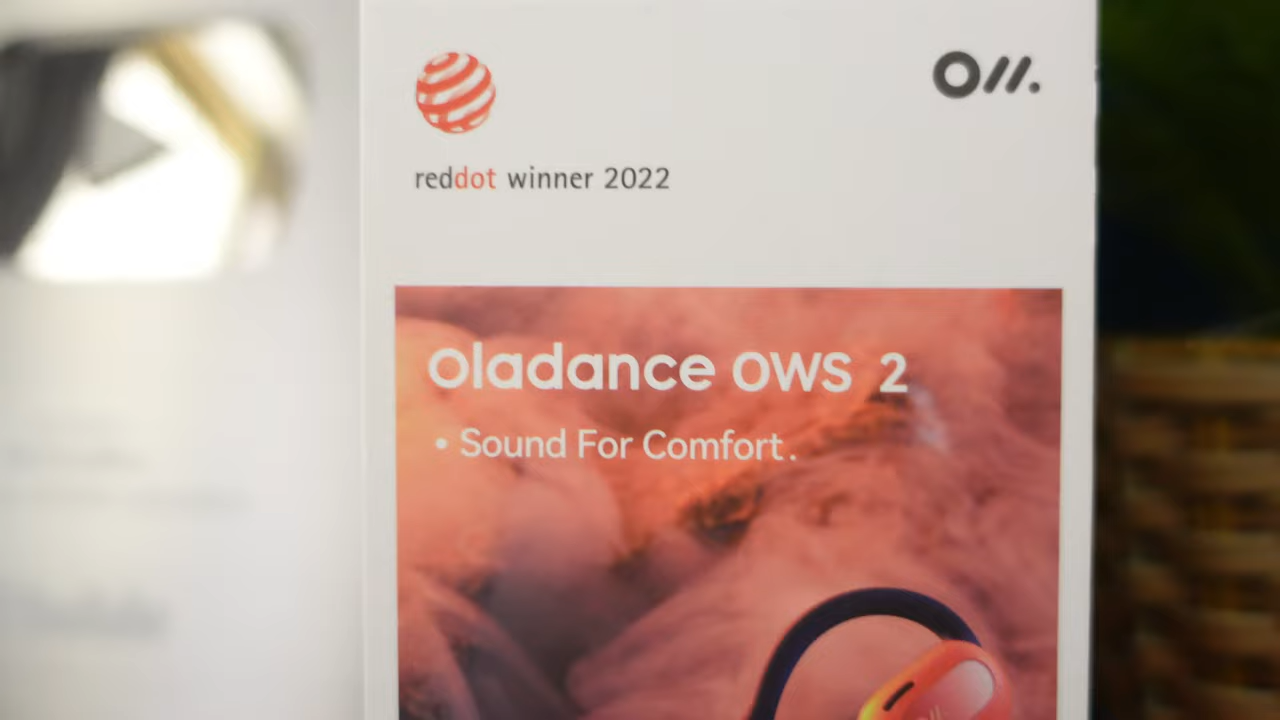 O//.
reddot winner 2022
Oladance OWS 2
• Sound For Comfort.